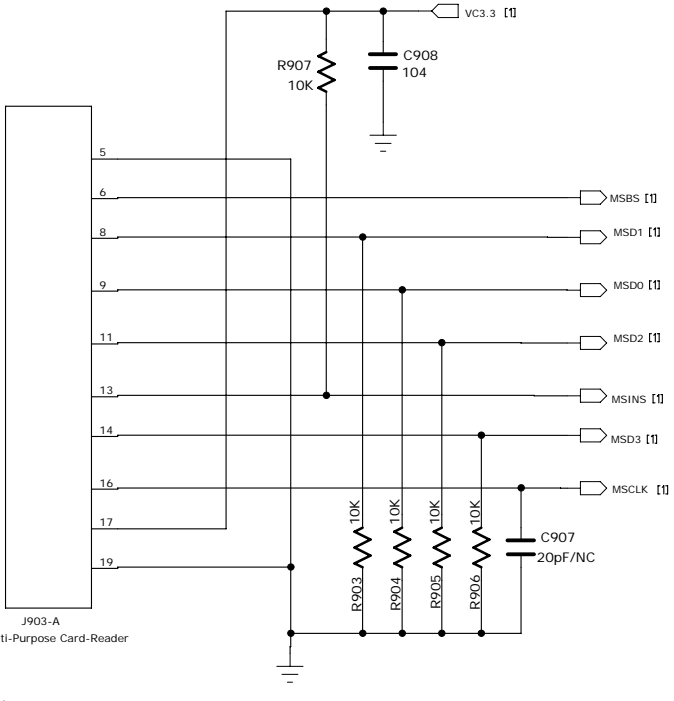 VC3.3 [1]
R907
10K
C908
104
5
6
MSBS [1]
8
MSD1 [1]
9
MSD0 [1]
11
MSD2 [1]
13
MSINS [1]
14
MSD3 [1]
16
MSCLK [1]
17
19
10K
10K
10K
10K
R903
R904
R905
R906
C907
20pF/NC
J903-A
ti-Purpose Card-Reader